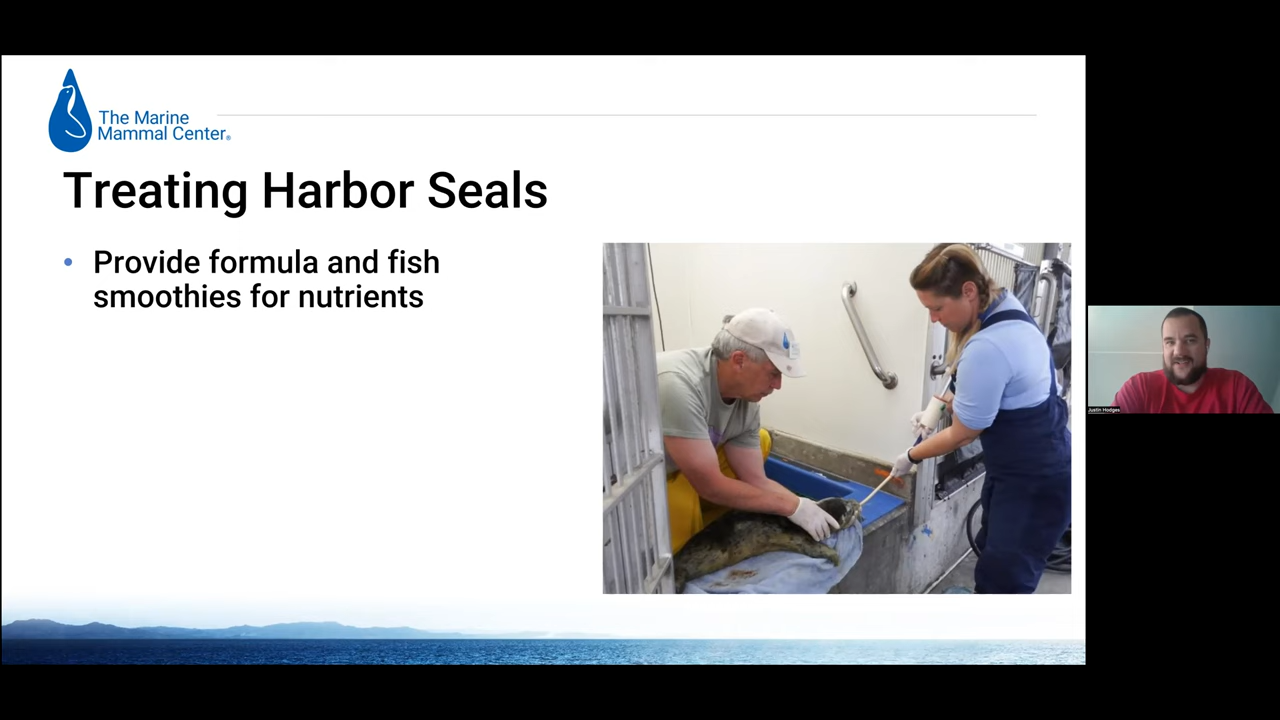 The Marine
Mammal Center®
Treating Harbor Seals
• Provide formula and fish
smoothies for nutrients
Justin Hodges